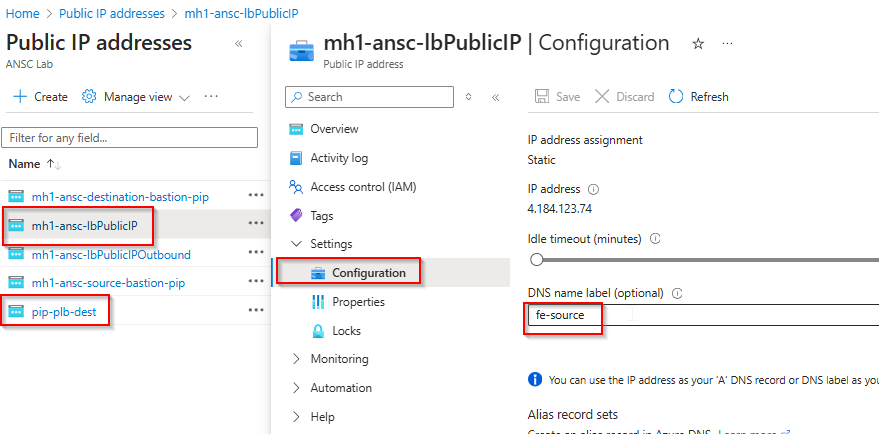 Home > Public IP addresses > mh1-ansc-lbPublicIP
Public IP addresses
ANSC Lab
Create
Manage view
Filter for any field...
Name
mh1-ansc-destination-bastion-pip
mh1-ansc-lbPublicIP
mh1-ansc-lbPublicIPOutbound
mh1-ansc-source-bastion-pip
pip-plb-dest
mh1-ansc-lbPublicIP | Configuration
Public IP address
Search
Overview
Activity log
Access control (IAM)
Tags
Settings
Configuration
Properties
Locks
Monitoring
Automation
Help
Save Discard Refresh
IP address assignment
Static
IP address
4.184.123.74
Idle timeout (minutes)
DNS name label (optional)
fe-source
You can use the IP address as your 'A' DNS record or DNS label as you
Alias record sets
Create an alias record in Azure DNS. Learn more